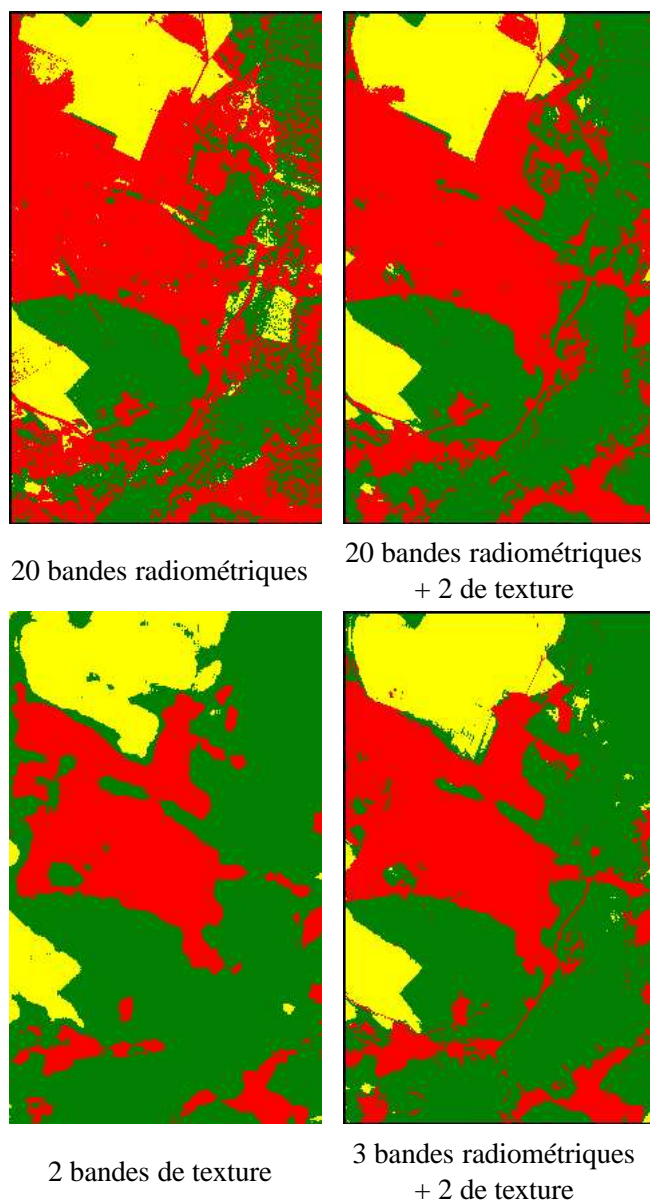 20 bandes radiométriques
20 bandes radiométriques
+ 2 de texture
2 bandes de texture
3 bandes radiométriques
+ 2 de texture